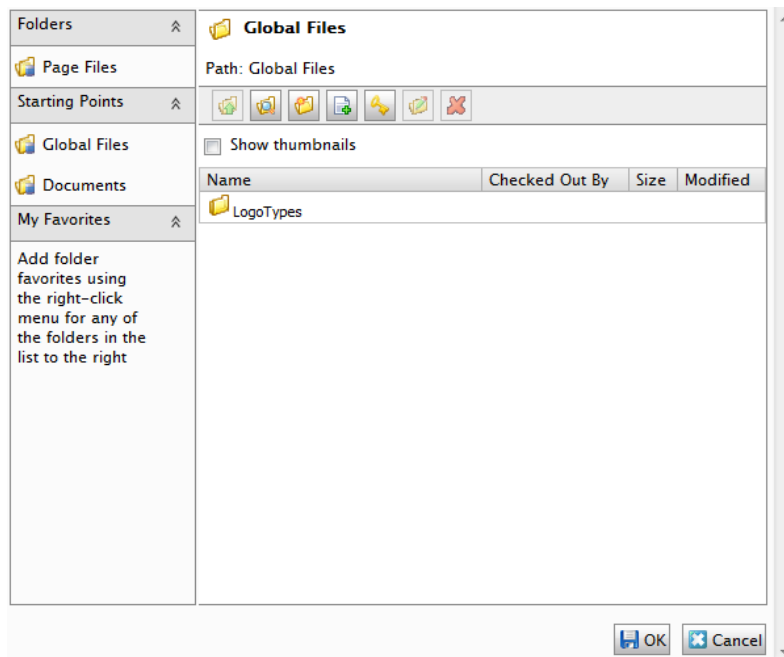 Folders
Page Files
Starting Points
Global Files
Documents
My Favorites
Add folder
favorites using
the right-click
menu for any of
the folders in the
list to the right
Global Files
Path: Global Files
Show thumbnails
Name Checked Out By Size Modified
LogoTypes
OK Cancel